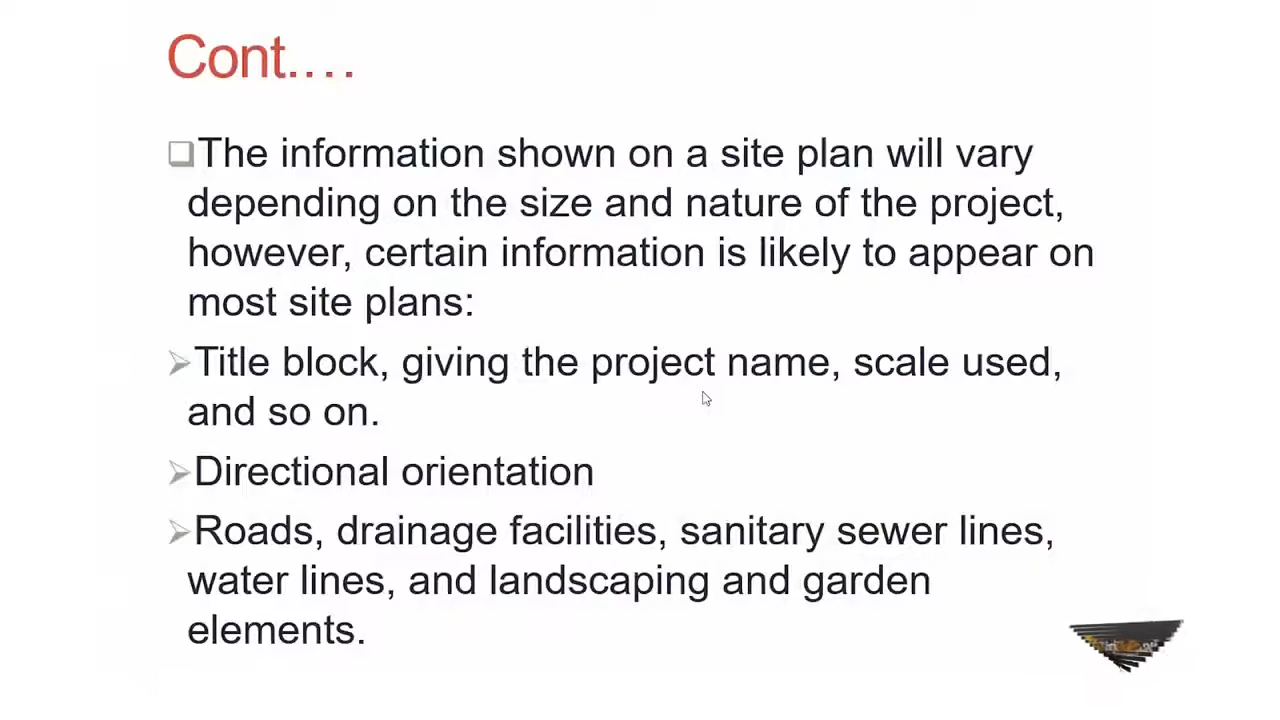 Cont.…
The information shown on a site plan will vary
depending on the size and nature of the project,
however, certain information is likely to appear on
most site plans:
Title block, giving the project name, scale used,
and so on.
Directional orientation
Roads, drainage facilities, sanitary sewer lines,
water lines, and landscaping and garden
elements.